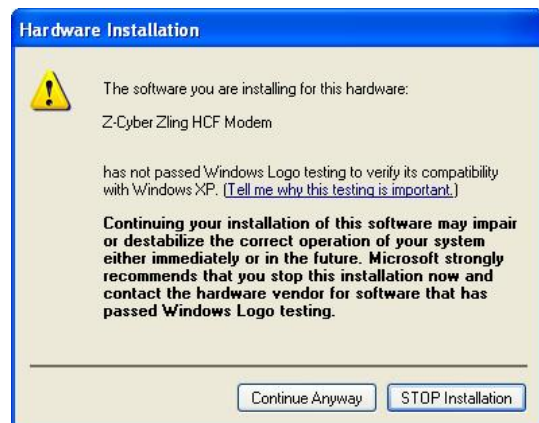 Hardware Installation
The software you are installing for this hardware:
Z-Cyber Zling HCF Modem
has not passed Windows Logo testing to verify its compatibility
with Windows XP. (Tell me why this testing is important.)
Continuing your installation of this software may impair
or destabilize the correct operation of your system
either immediately or in the future. Microsoft strongly
recommends that you stop this installation now and
contact the hardware vendor for software that has
passed Windows Logo testing.
Continue Anyway STOP Installation